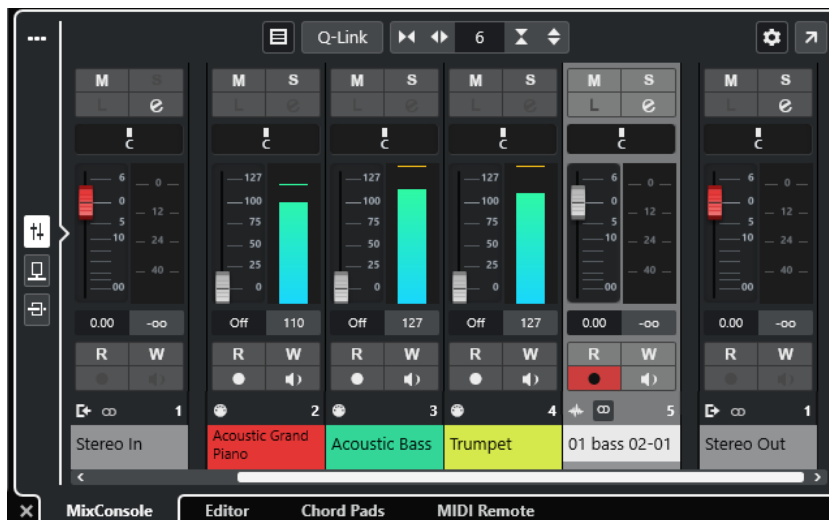 Q-Link 6
M S M S M S M S M S M S
L e L e L e L e L e L e
C C C C C C
6 0 5 10 00 0 12 24 40
127 100 75 50 25 0
127 100 75 50 25 0
127 100 75 50 25 0
6 0 5 10 00 0 12 24 40
6 0 5 10 00 0 12 24 40
0.00 -oo Off 110 Off 127 Off 127 0.00 -oo 0.00 -oo
R W R W R W R W R W R W
1 2 3 4 5 1
Stereo In
Acoustic Grand
Piano
Acoustic Bass
Trumpet
01 bass 02-01
Stereo Out
MixConsole Editor Chord Pads MIDI Remote